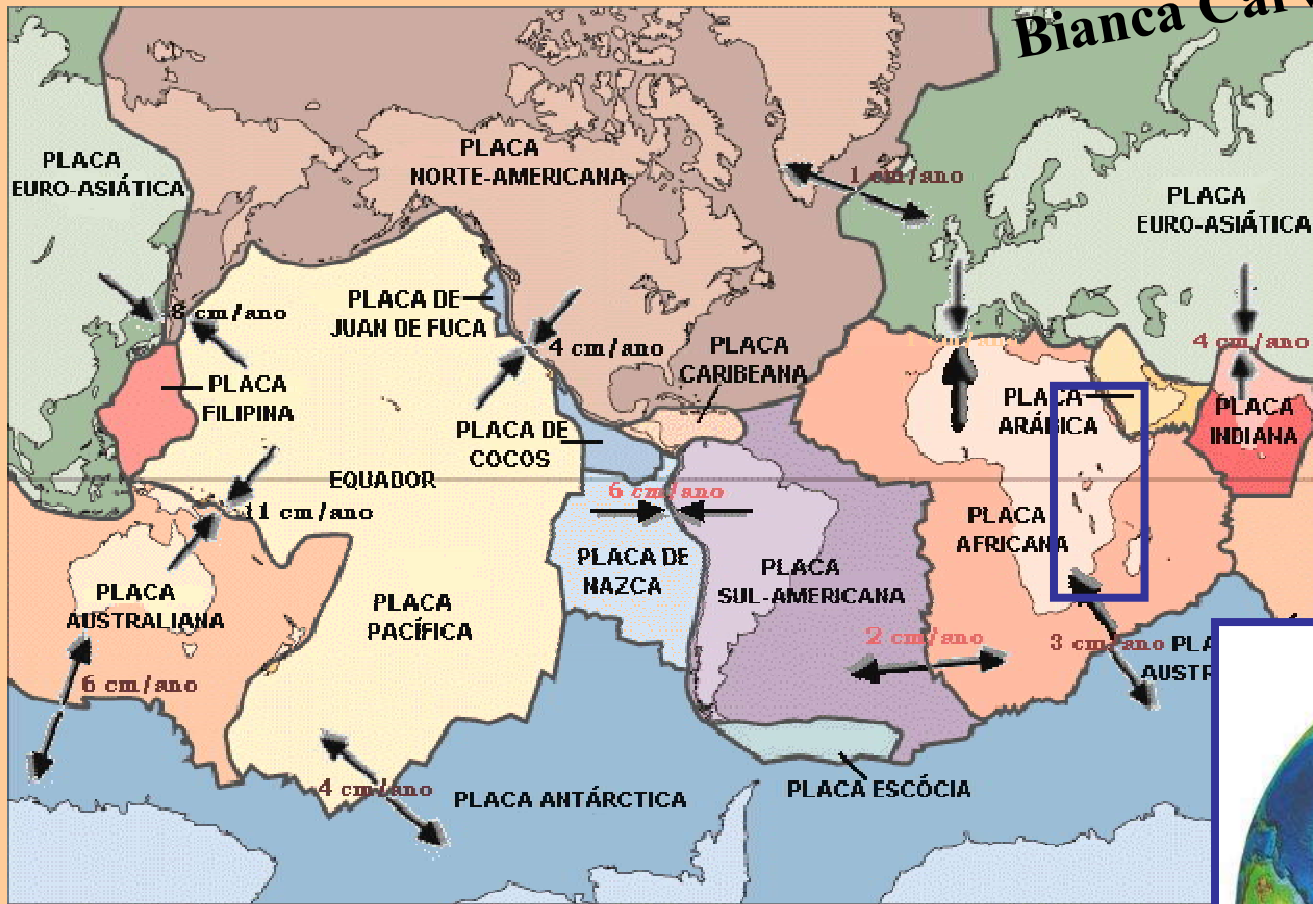 Bianca
PLACA
EURO-ASIÁTICA
PLACA
NORTE-AMERICANA
1 cm/ano
PLACA
EURO-ASIÁTICA
8 cm/ano
PLACA DE
JUAN DE FUCA
4 cm/ano
PLACA
CARIBEANA
4 cm/ano
PLACA
FILIPINA
PLACA DE
COCOS
PLACA
ARÁBICA
PLACA
INDIANA
EQUADOR
11 cm/ano
6 cm/ano
PLACA
AFRICANA
PLACA DE
NAZCA
PLACA
SUL-AMERICANA
PLACA
AUSTRALIANA
PLACA
PACÍFICA
2 cm/ano
3 cm/ano
6 cm/ano
4 cm/ano
PLACA ANTÁRCTICA
PLACA ESCÓCIA